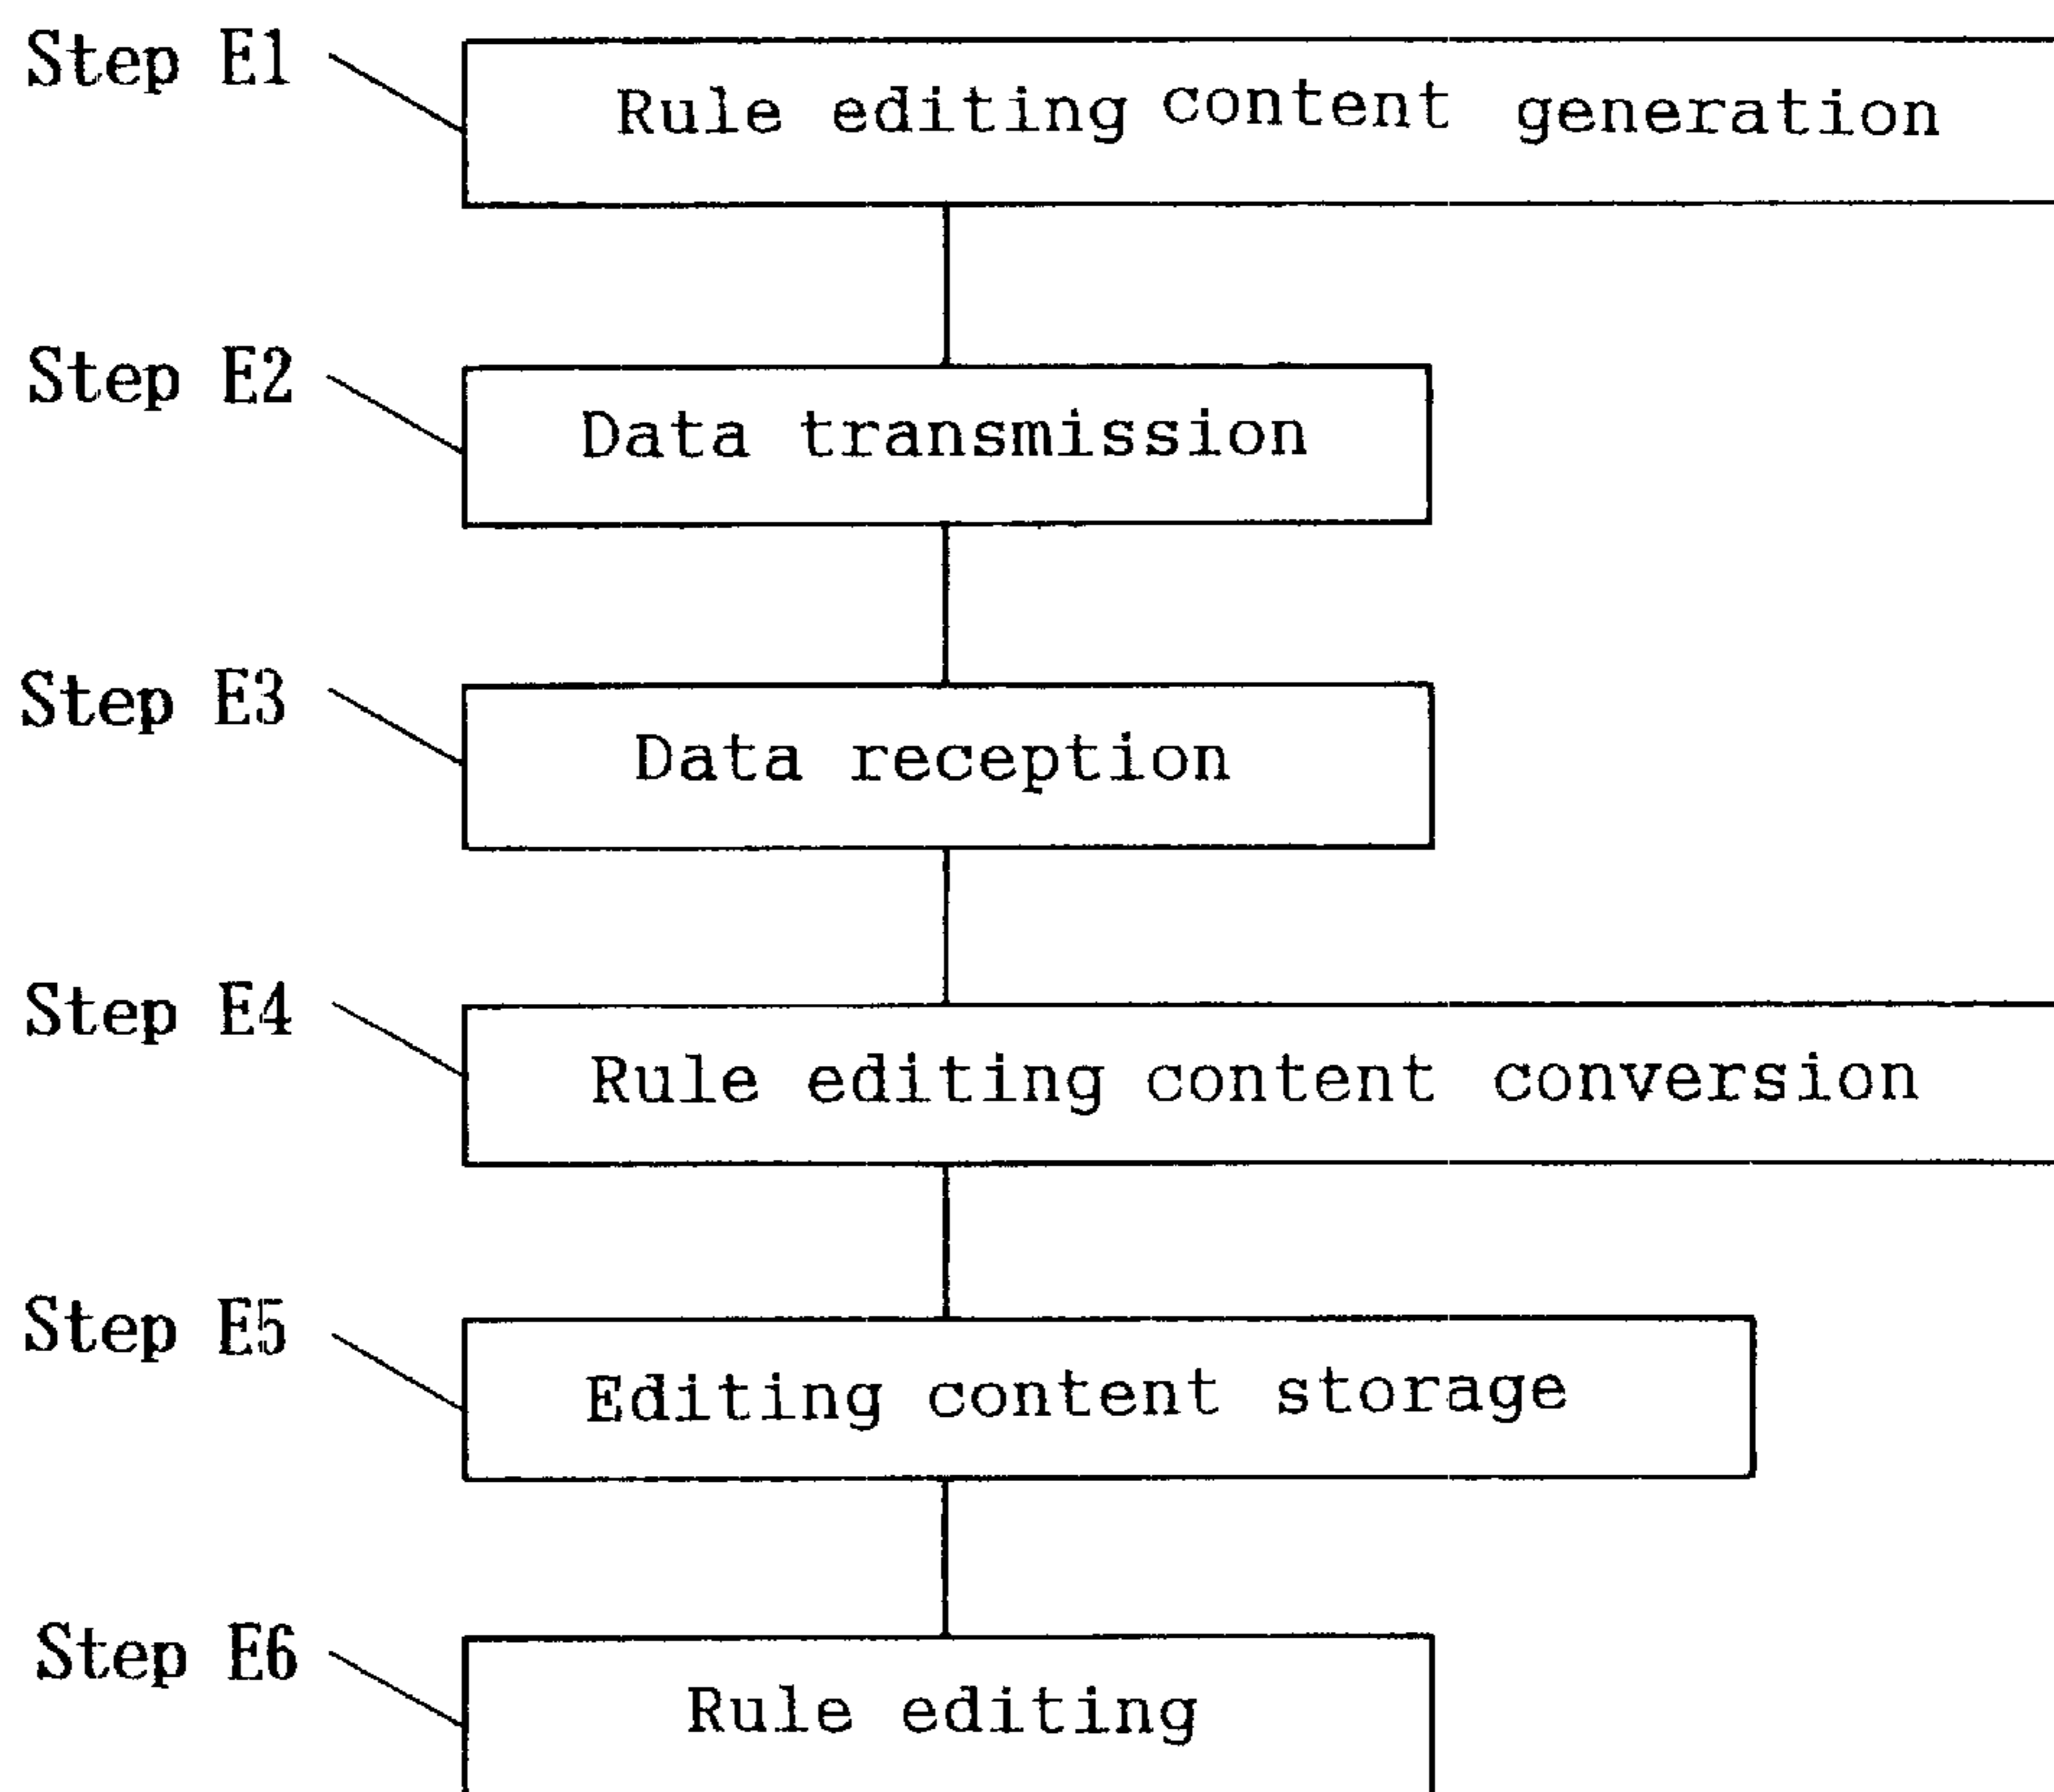 Step E1
Rule editing content generation
Step E2
Data transmission
Step E3
Data reception
Step E4
Rule editing content conversion
Step E5
Editing content storage
Step E6
Rule editing